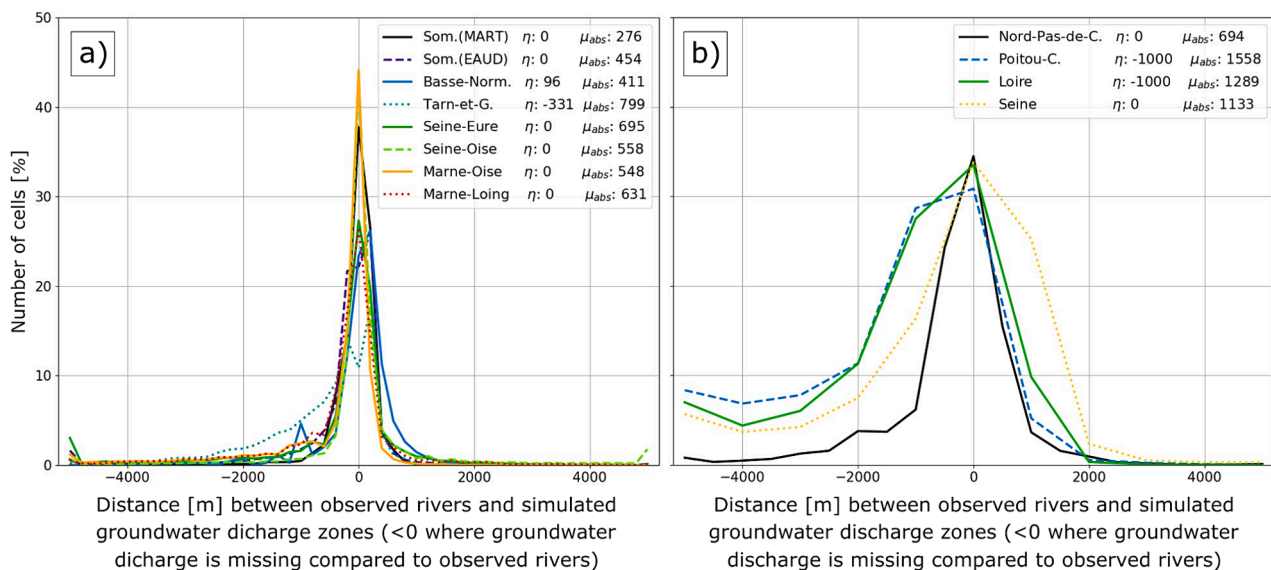 a)
50
40
30
20
10
0
Number of cells [%]
Som.(MART) η: 0 μabs: 276
Som.(EAUD) η: 0 μabs: 454
Basse-Norm. η: 96 μabs: 411
Tarn-et-G. η: -331 μabs: 799
Seine-Eure η: 0 μabs: 695
Seine-Oise η: 0 μabs: 558
Marne-Oise η: 0 μabs: 548
Marne-Loing η: 0 μabs: 631
−4000 −2000 0 2000 4000
Distance [m] between observed rivers and simulated
groundwater dicharge zones (<0 where groundwater
dicharge is missing compared to observed rivers)
b)
Nord-Pas-de-C. η: 0 μabs: 694
Poitou-C. η: -1000 μabs: 1558
Loire η: -1000 μabs: 1289
Seine η: 0 μabs: 1133
−4000 −2000 0 2000 4000
Distance [m] between observed rivers and simulated
groundwater discharge zones (<0 where groundwater
discharge is missing compared to observed rivers)